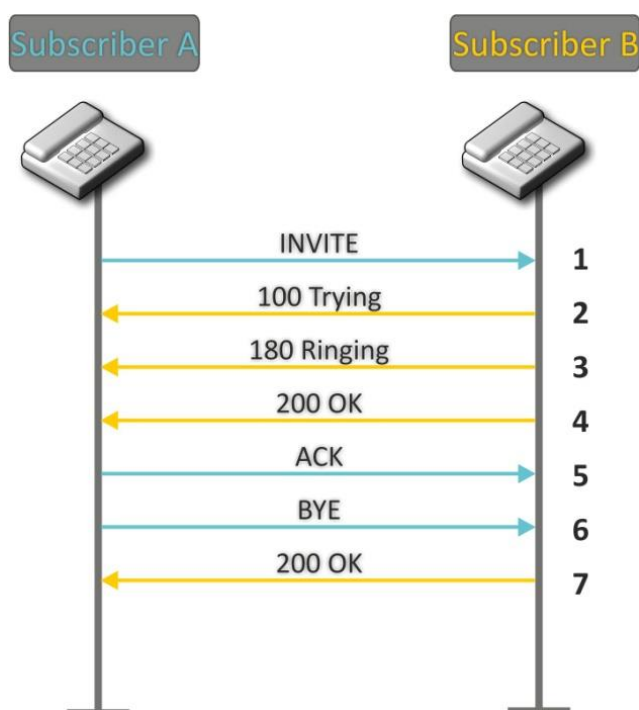 Subscriber A
Subscriber B
INVITE
1
100 Trying
2
180 Ringing
3
200 OK
4
ACK
5
BYE
6
200 OK
7